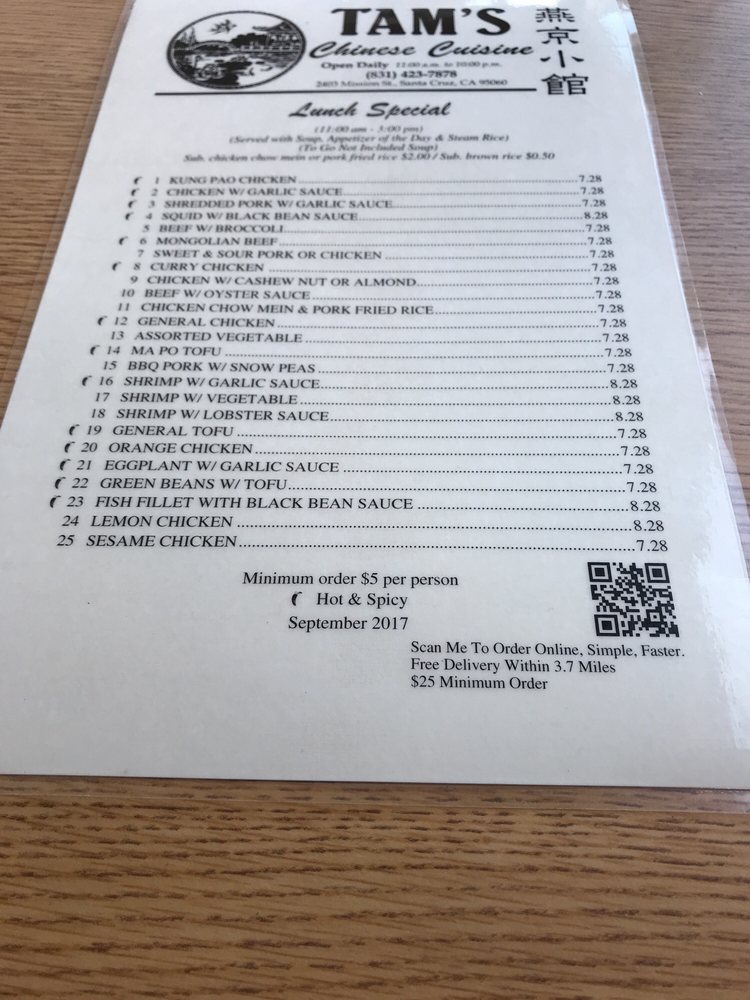 TAM'S
Chinese Cuisine
燕京小館
Open Daily 11:00 a.m. to 10:00 p.m.
(831) 423-7878
2405 Mission St., Santa Cruz, CA 95060
Lunch Special
(11:00 am - 3:00 pm)
(Served with Soup, Appetizer of the Day & Steam Rice)
(To Go Not Included Soup)
Sub. chicken chow mein or pork fried rice $2.00 / Sub. brown rice $0.50
1 KUNG PAO CHICKEN 7.28
2 CHICKEN W/ GARLIC SAUCE 7.28
3 SHREDDED PORK W/ GARLIC SAUCE 7.28
4 SQUID W/ BLACK BEAN SAUCE 8.28
5 BEEF W/ BROCCOLI 7.28
6 MONGOLIAN BEEF 7.28
7 SWEET & SOUR PORK OR CHICKEN 7.28
8 CURRY CHICKEN 7.28
9 CHICKEN W/ CASHEW NUT OR ALMOND 7.28
10 BEEF W/ OYSTER SAUCE 7.28
11 CHICKEN CHOW MEIN & PORK FRIED RICE 7.28
12 GENERAL CHICKEN 7.28
13 ASSORTED VEGETABLE 7.28
14 MA PO TOFU 7.28
15 BBQ PORK W/ SNOW PEAS 7.28
16 SHRIMP W/ GARLIC SAUCE 8.28
17 SHRIMP W/ VEGETABLE 8.28
18 SHRIMP W/ LOBSTER SAUCE 8.28
19 GENERAL TOFU 7.28
20 ORANGE CHICKEN 7.28
21 EGGPLANT W/ GARLIC SAUCE 7.28
22 GREEN BEANS W/ TOFU 7.28
23 FISH FILLET WITH BLACK BEAN SAUCE 8.28
24 LEMON CHICKEN 8.28
25 SESAME CHICKEN 7.28
Minimum order $5 per person
Hot & Spicy
September 2017
Scan Me To Order Online, Simple, Faster.
Free Delivery Within 3.7 Miles
$25 Minimum Order